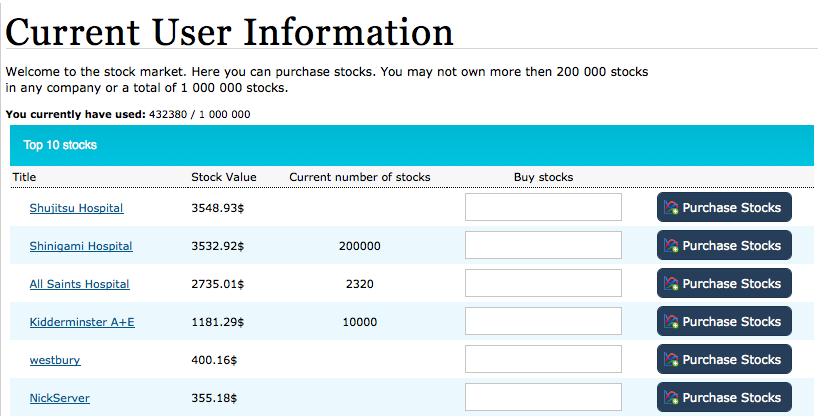 Current User Information
Welcome to the stock market. Here you can purchase stocks. You may not own more then 200 000 stocks
in any company or a total of 1 000 000 stocks.
You currently have used: 432380 / 1 000 000
Top 10 stocks
Title Stock Value Current number of stocks Buy stocks
Shujitsu Hospital 3548.93$ Purchase Stocks
Shinigami Hospital 3532.92$ 200000 Purchase Stocks
All Saints Hospital 2735.01$ 2320 Purchase Stocks
Kidderminster A+E 1181.29$ 10000 Purchase Stocks
westbury 400.16$ Purchase Stocks
NickServer 355.18$ Purchase Stocks